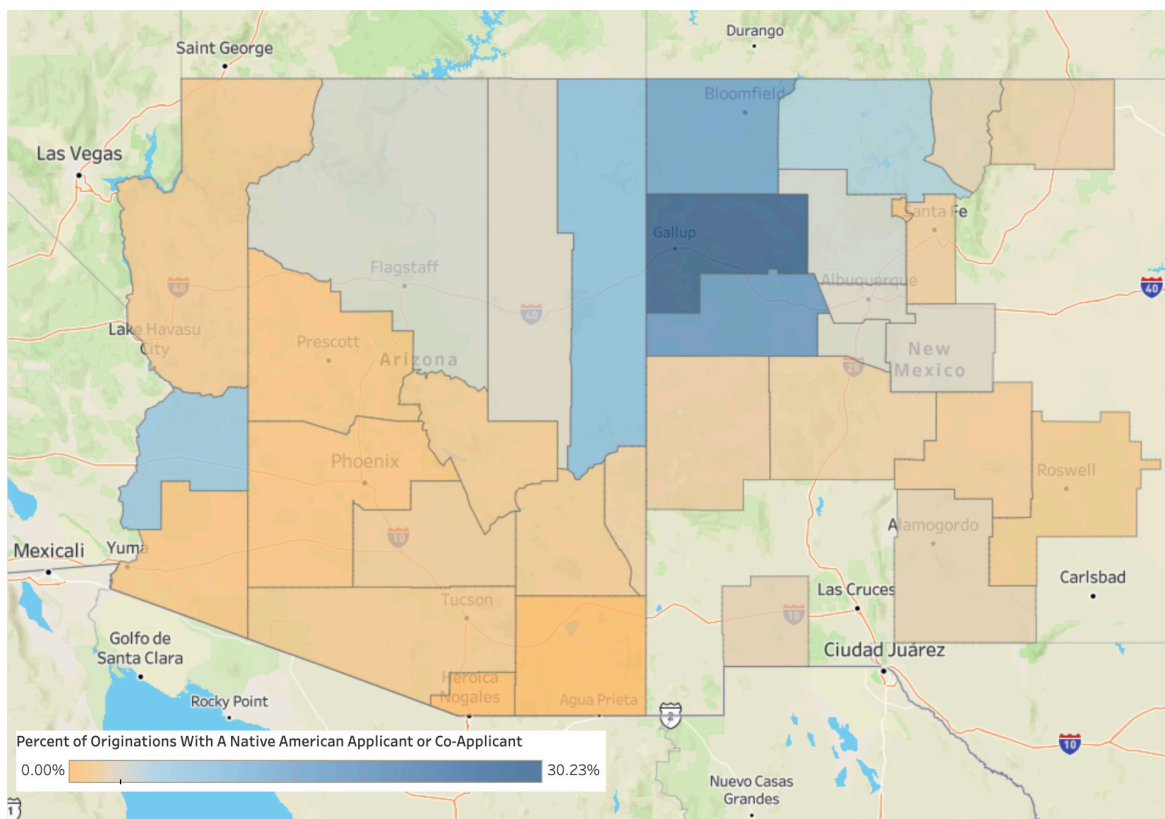 Durango
Saint George
Las Vegas
Bloomfield
Gallup
Santa Fe
Flagstaff
40
Albuquerque
40
40
Lake Havasu
City
Prescott
Arizona
New
Mexico
25
Phoenix
Roswell
10
Alamogordo
Mexicali
Yuma
Carlsbad
Tucson
Las Cruces
10
Golfo de
Santa Clara
Ciudad Juárez
Heroica
Nogales
Agua Prieta
Rocky Point
2
10
Percent of Originations With A Native American Applicant or Co-Applicant
0.00%
30.23%
Nuevo Casas
Grandes
1